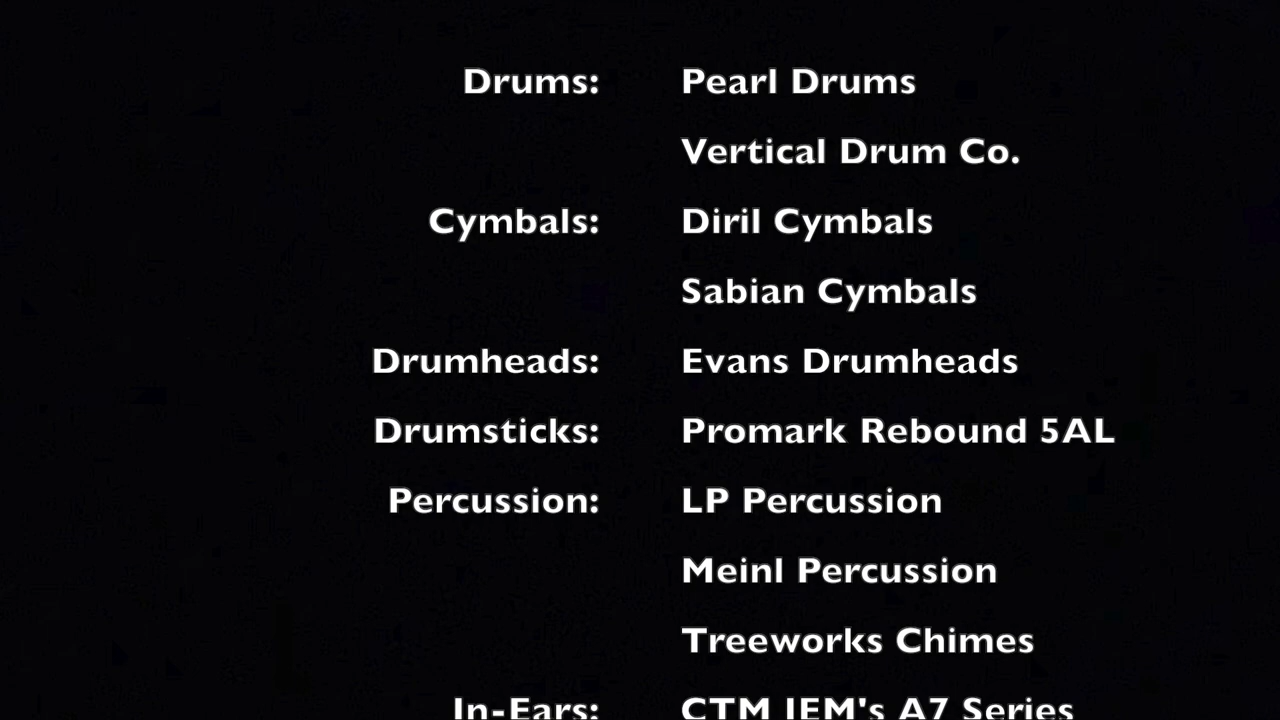 Drums: Pearl Drums
Vertical Drum Co.
Cymbals: Diril Cymbals
Sabian Cymbals
Drumheads: Evans Drumheads
Drumsticks: Promark Rebound 5AL
Percussion: LP Percussion
Meinl Percussion
Treeworks Chimes
In-Ears: CTM IEM's A7 Series